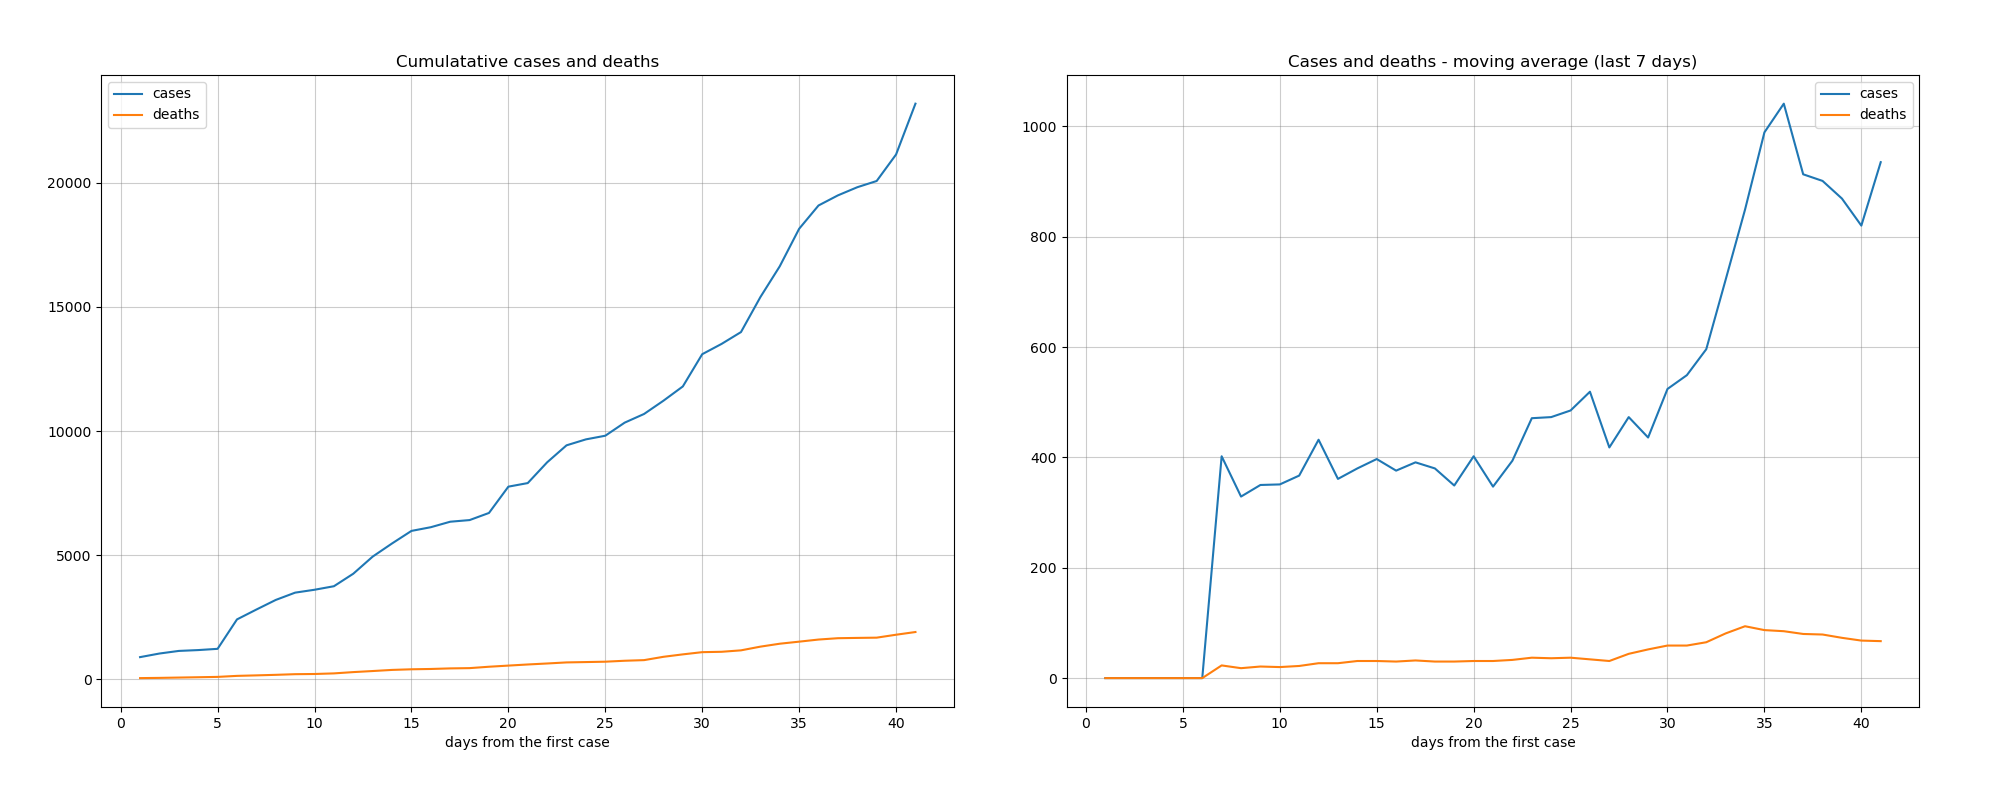 Cumulatative cases and deaths
cases
deaths
20000
15000
10000
5000
0
0 5 10 15 20 25 30 35 40
days from the first case
Cases and deaths - moving average (last 7 days)
cases
deaths
1000
800
600
400
200
0
0 5 10 15 20 25 30 35 40
days from the first case